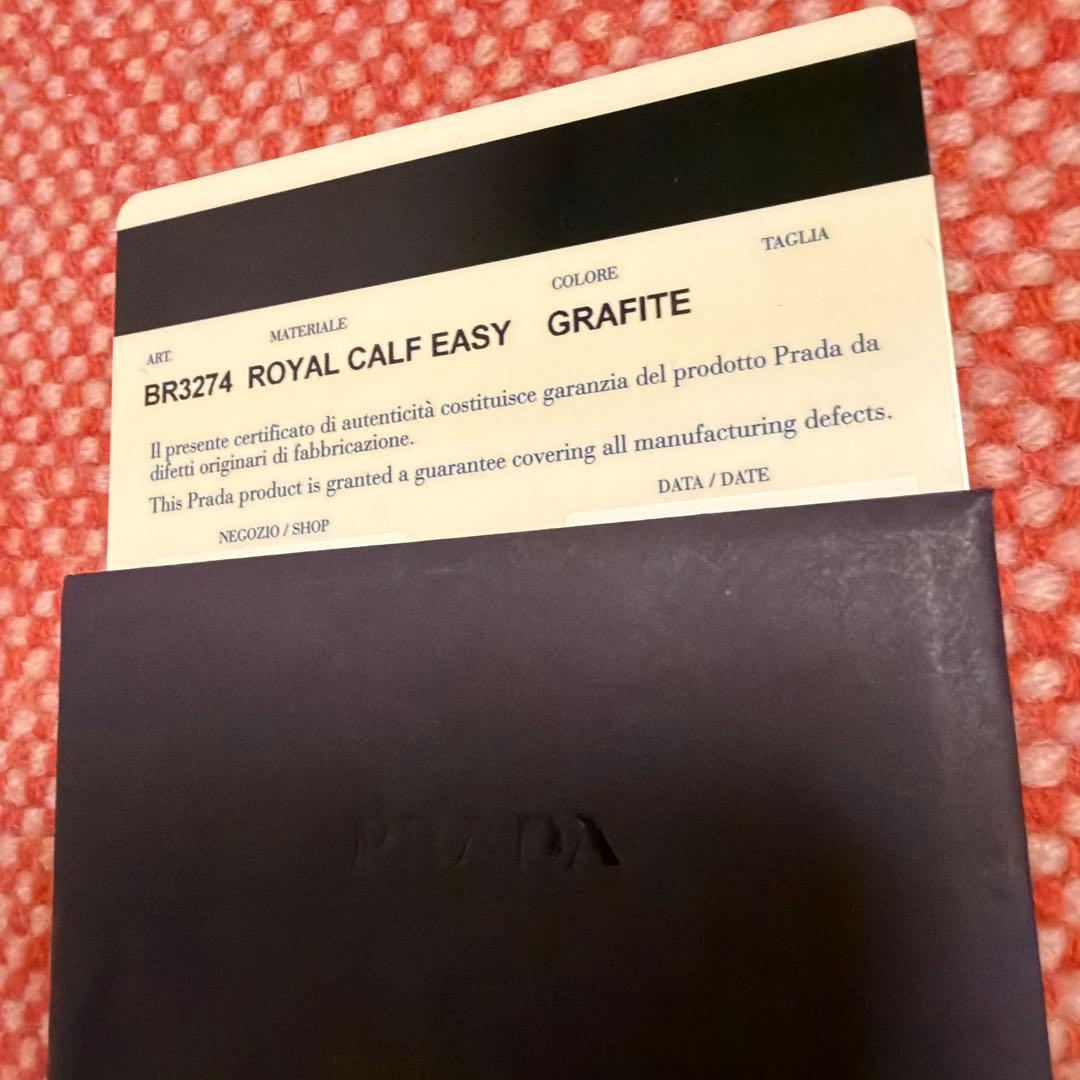 ART. MATERIALE COLORE TAGLIA
BR3274 ROYAL CALF EASY GRAFITE
Il presente certificato di autenticità costituisce garanzia del prodotto Prada da
difetti originari di fabbricazione.
This Prada product is granted a guarantee covering all manufacturing defects.
NEGOZIO / SHOP DATA / DATE
PRADA